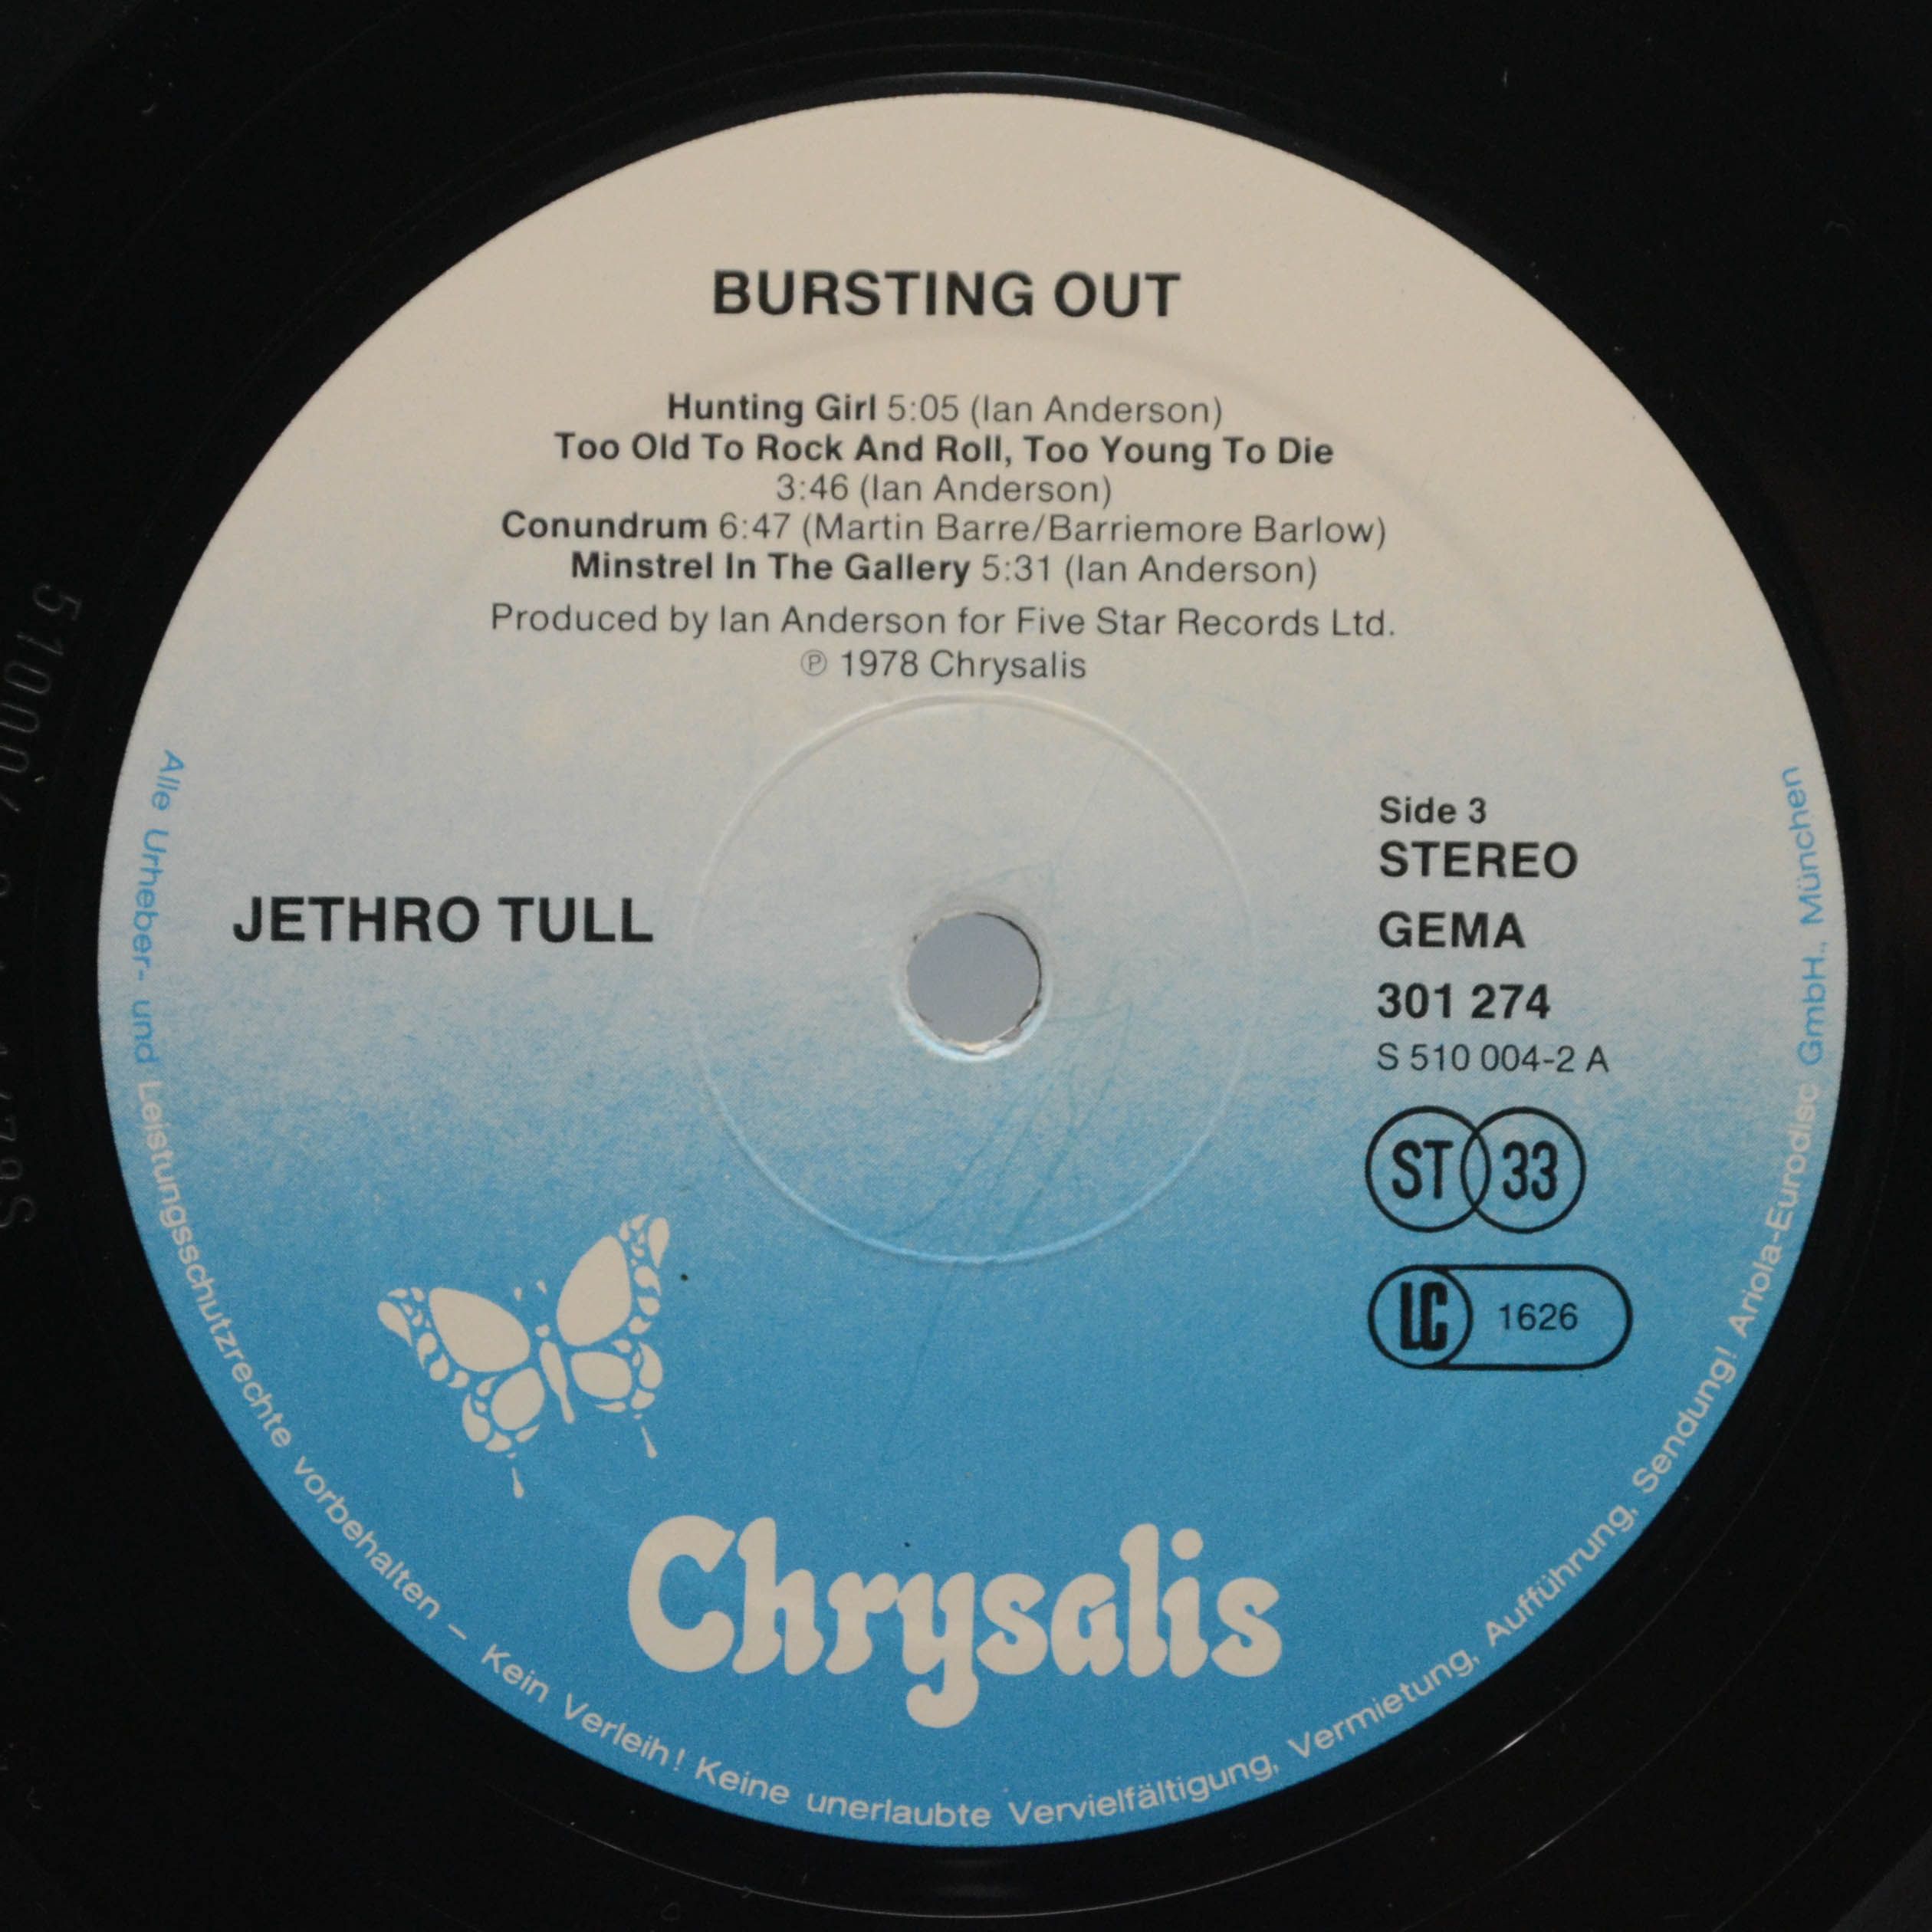 BURSTING OUT
Hunting Girl 5:05 (Ian Anderson)
Too Old To Rock And Roll, Too Young To Die
3:46 (Ian Anderson)
Conundrum 6:47 (Martin Barre/Barriemore Barlow)
Minstrel In The Gallery 5:31 (Ian Anderson)
Produced by Ian Anderson for Five Star Records Ltd.
℗ 1978 Chrysalis
JETHRO TULL
Side 3
STEREO
GEMA
301 274
S 510 004-2 A
ST 33
LC 1626
Chrysalis
Alle Urheber- und Leistungsschutzrechte vorbehalten – Kein Verleih! Keine unerlaubte Vervielfältigung, Vermietung, Aufführung, Sendung! Ariola-Eurodisc GmbH., München